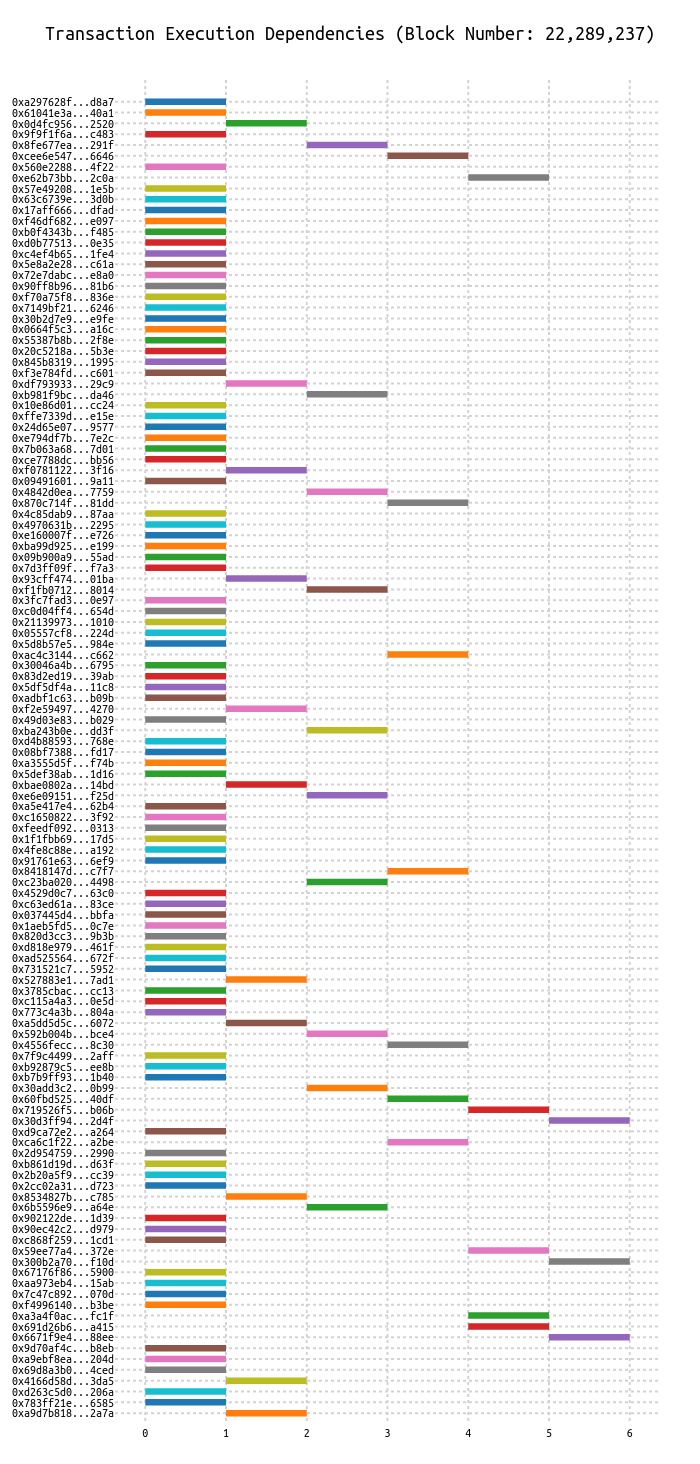 Transaction Execution Dependencies (Block Number: 22,289,237)
0xa297628f...d8a7
0x61041e3a...40a1
0x0d4fc956...2520
0x9f9f1f6a...c483
0x8fe677ea...291f
0xcee6e547...6646
0x560e2288...4f22
0xe62b73bb...2c0a
0x57e49208...1e5b
0x63c6739e...3d0b
0x17aff666...dfad
0xf46df682...e097
0xb0f4343b...f485
0xd0b77513...0e35
0xc4ef4b65...1fe4
0x5e8a2e28...c61a
0x72e7dabc...e8a0
0x90ff8b96...81b6
0xf70a75f8...836e
0x7149bf21...6246
0x30b2d7e9...e9fe
0x0664f5c3...a16c
0x55387b8b...2f8e
0x20c5218a...5b3e
0x845b8319...1995
0xf3e784fd...c601
0xdf793933...29c9
0xb981f9bc...da46
0x10e86d01...cc24
0xffe7339d...e15e
0x24d65e07...9577
0xe794df7b...7e2c
0x7b063a68...7d01
0xce7788dc...bb56
0xf0781122...3f16
0x09491601...9a11
0x4842d0ea...7759
0x870c714f...81dd
0x4c85dab9...87aa
0x4970631b...2295
0xe160007f...e726
0xba99d925...e199
0x09b900a9...55ad
0x7d3ff09f...f7a3
0x93cff474...01ba
0xf1fb0712...8014
0x3fc7fad3...0e97
0xc0d04ff4...654d
0x21139973...1010
0x05557cf8...224d
0x5d8b57e5...984e
0xac4c3144...c662
0x30046a4b...6795
0x83d2ed19...39ab
0x5df5df4a...11c8
0xadbf1c63...b09b
0xf2e59497...4270
0x49d03e83...b029
0xba243b0e...dd3f
0xd4b88593...768e
0x08bf7388...fd17
0xa3555d5f...f74b
0x5def38ab...1d16
0xbae0802a...14bd
0xe6e09151...f25d
0xa5e417e4...62b4
0xc1650822...3f92
0xfeedf092...0313
0x1f1fbb69...17d5
0x4fe8c88e...a192
0x91761e63...6ef9
0x8418147d...c7f7
0xc23ba020...4498
0x4529d0c7...63c0
0xc63ed61a...83ce
0x037445d4...bbfa
0x1aeb5fd5...0c7e
0x820d3cc3...9b3b
0xd818e979...461f
0xad525564...672f
0x731521c7...5952
0x527883e1...7ad1
0x3785cbac...cc13
0xc115a4a3...0e5d
0x773c4a3b...804a
0xa5dd5d5c...6072
0x592b004b...bce4
0x4556fecc...8c30
0x7f9c4499...2aff
0xb92879c5...ee8b
0xb7b9ff93...1b40
0x30add3c2...0b99
0x60fbd525...40df
0x719526f5...b06b
0x30d3ff94...2d4f
0xd9ca72e2...a264
0xca6c1f22...a2be
0x2d954759...2990
0xb861d19d...d63f
0x2b20a5f9...cc39
0x2cc02a31...d723
0x8534827b...c785
0x6b5596e9...a64e
0x902122de...1d39
0x90ec42c2...d979
0xc868f259...1cd1
0x59ee77a4...372e
0x300b2a70...f10d
0x67176f86...5900
0xaa973eb4...15ab
0x7c47c892...070d
0xf4996140...b3be
0xa3a4f0ac...fc1f
0x691d26b6...a415
0x6671f9e4...88ee
0x9d70af4c...b8eb
0xa9ebf8ea...204d
0x69d8a3b0...4ced
0x4166d58d...3da5
0xd263c5d0...206a
0x783ff21e...6585
0xa9d7b818...2a7a
0 1 2 3 4 5 6